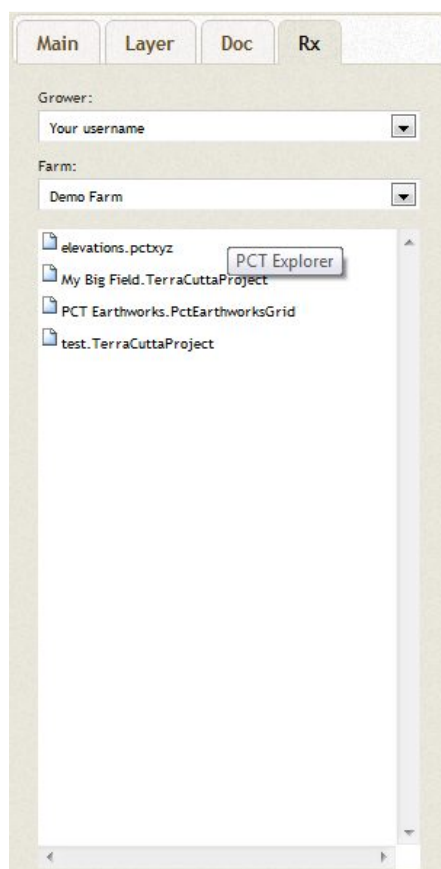 Main Layer Doc Rx
Grower:
Your username
Farm:
Demo Farm
elevations.pctxyz
PCT Explorer
My Big Field.TerraCuttaProject
PCT Earthworks.PctEarthworksGrid
test.TerraCuttaProject